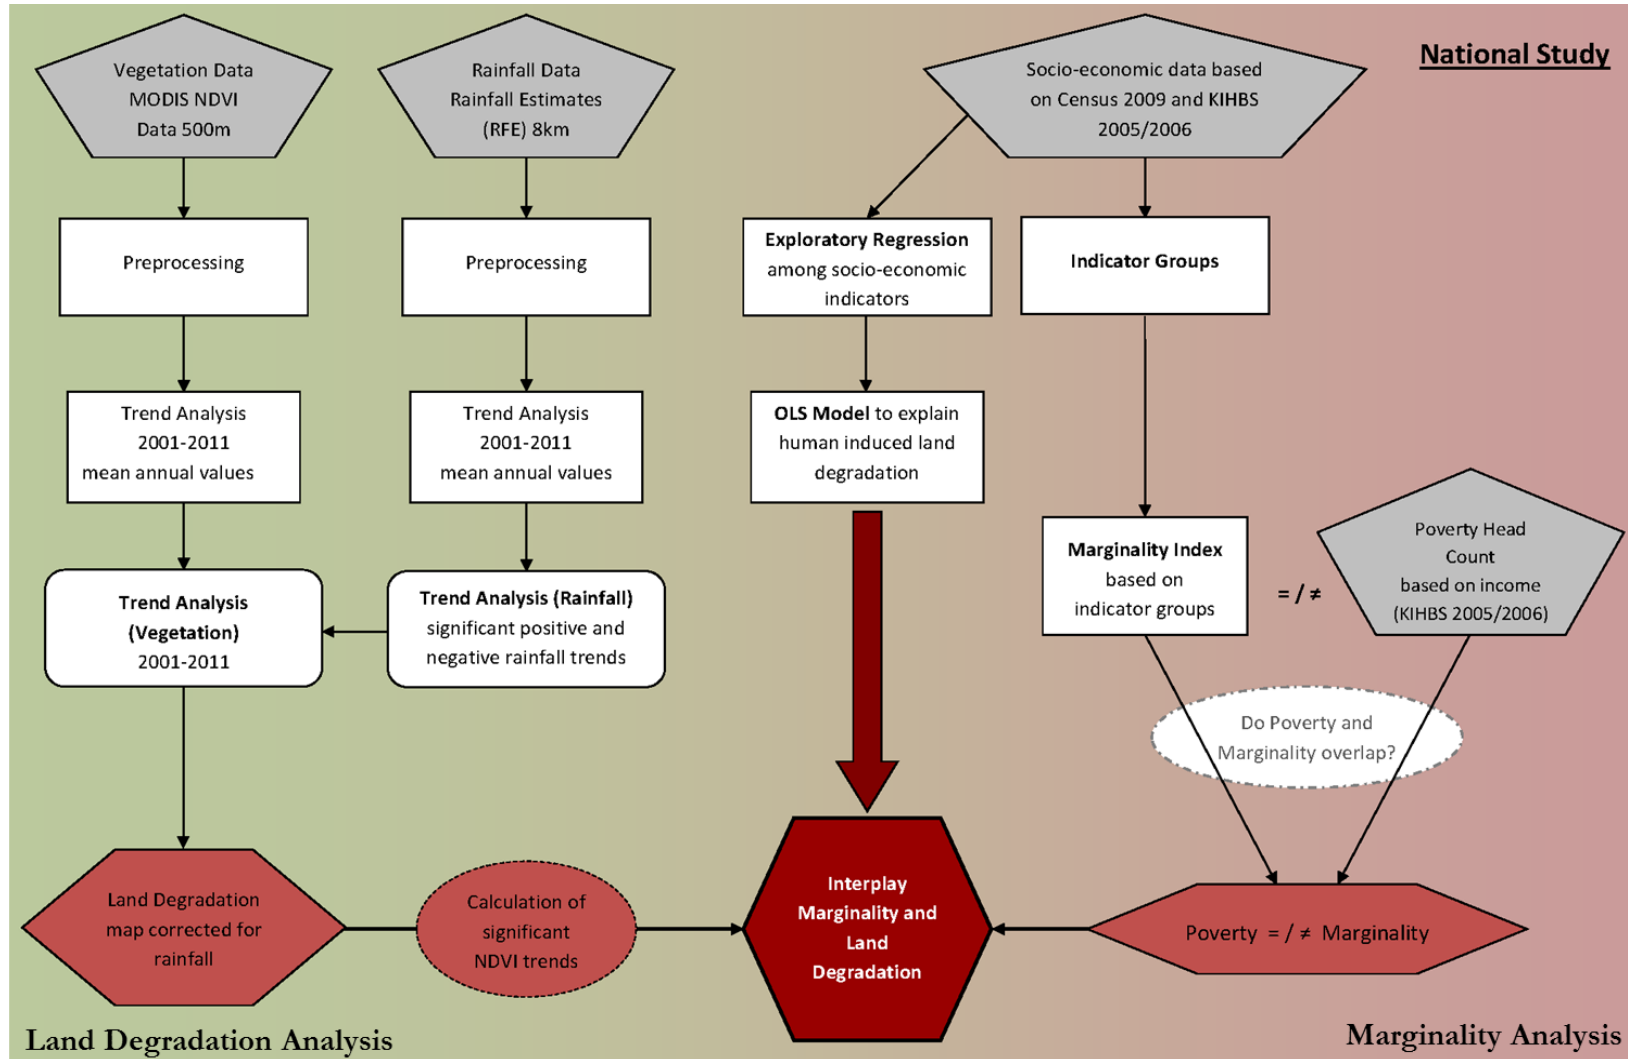 National Study
Vegetation Data
MODIS NDVI
Data 500m
Rainfall Data
Rainfall Estimates
(RFE) 8km
Socio-economic data based
on Census 2009 and KIHBS
2005/2006
Preprocessing
Preprocessing
Exploratory Regression
among socio-economic
indicators
Indicator Groups
Trend Analysis
2001-2011
mean annual values
Trend Analysis
2001-2011
mean annual values
OLS Model to explain
human induced land
degradation
Marginality Index
based on
indicator groups
= / ≠
Poverty Head
Count
based on income
(KIHBS 2005/2006)
Trend Analysis
(Vegetation)
2001-2011
Trend Analysis (Rainfall)
significant positive and
negative rainfall trends
Do Poverty and
Marginality overlap?
Land Degradation
map corrected for
rainfall
Calculation of
significant
NDVI trends
Interplay
Marginality and
Land
Degradation
Poverty = / ≠ Marginality
Land Degradation Analysis
Marginality Analysis